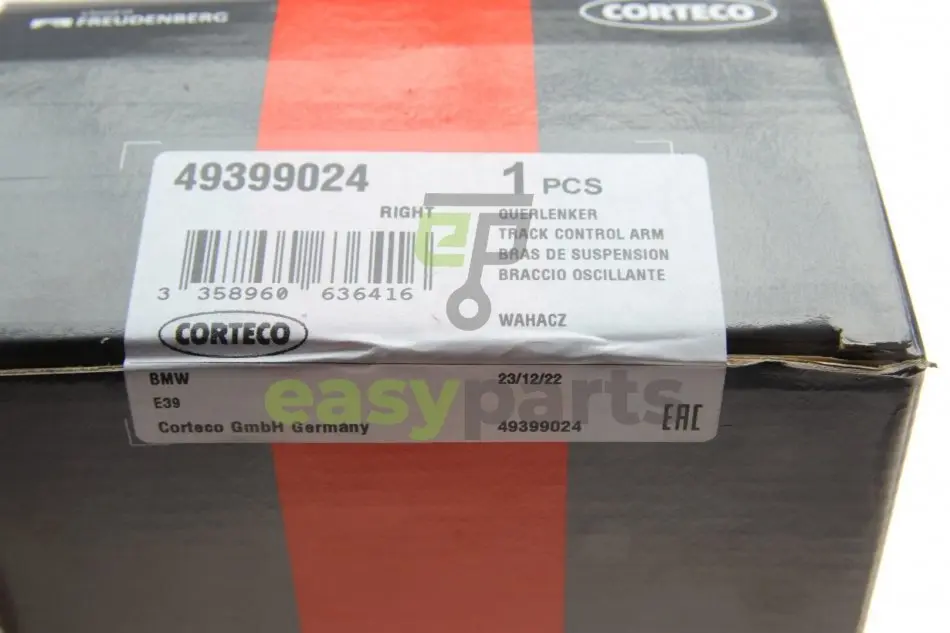 FREUDENBERG
CORTECO
49399024
1 PCS
RIGHT
QUERLENKER
TRACK CONTROL ARM
BRAS DE SUSPENSION
BRACCIO OSCILLANTE
3 358960 636416
WAHACZ
CORTECO
BMW
23/12/22
E39
Corteco GmbH Germany
49399024
EAC
eP
easyparts